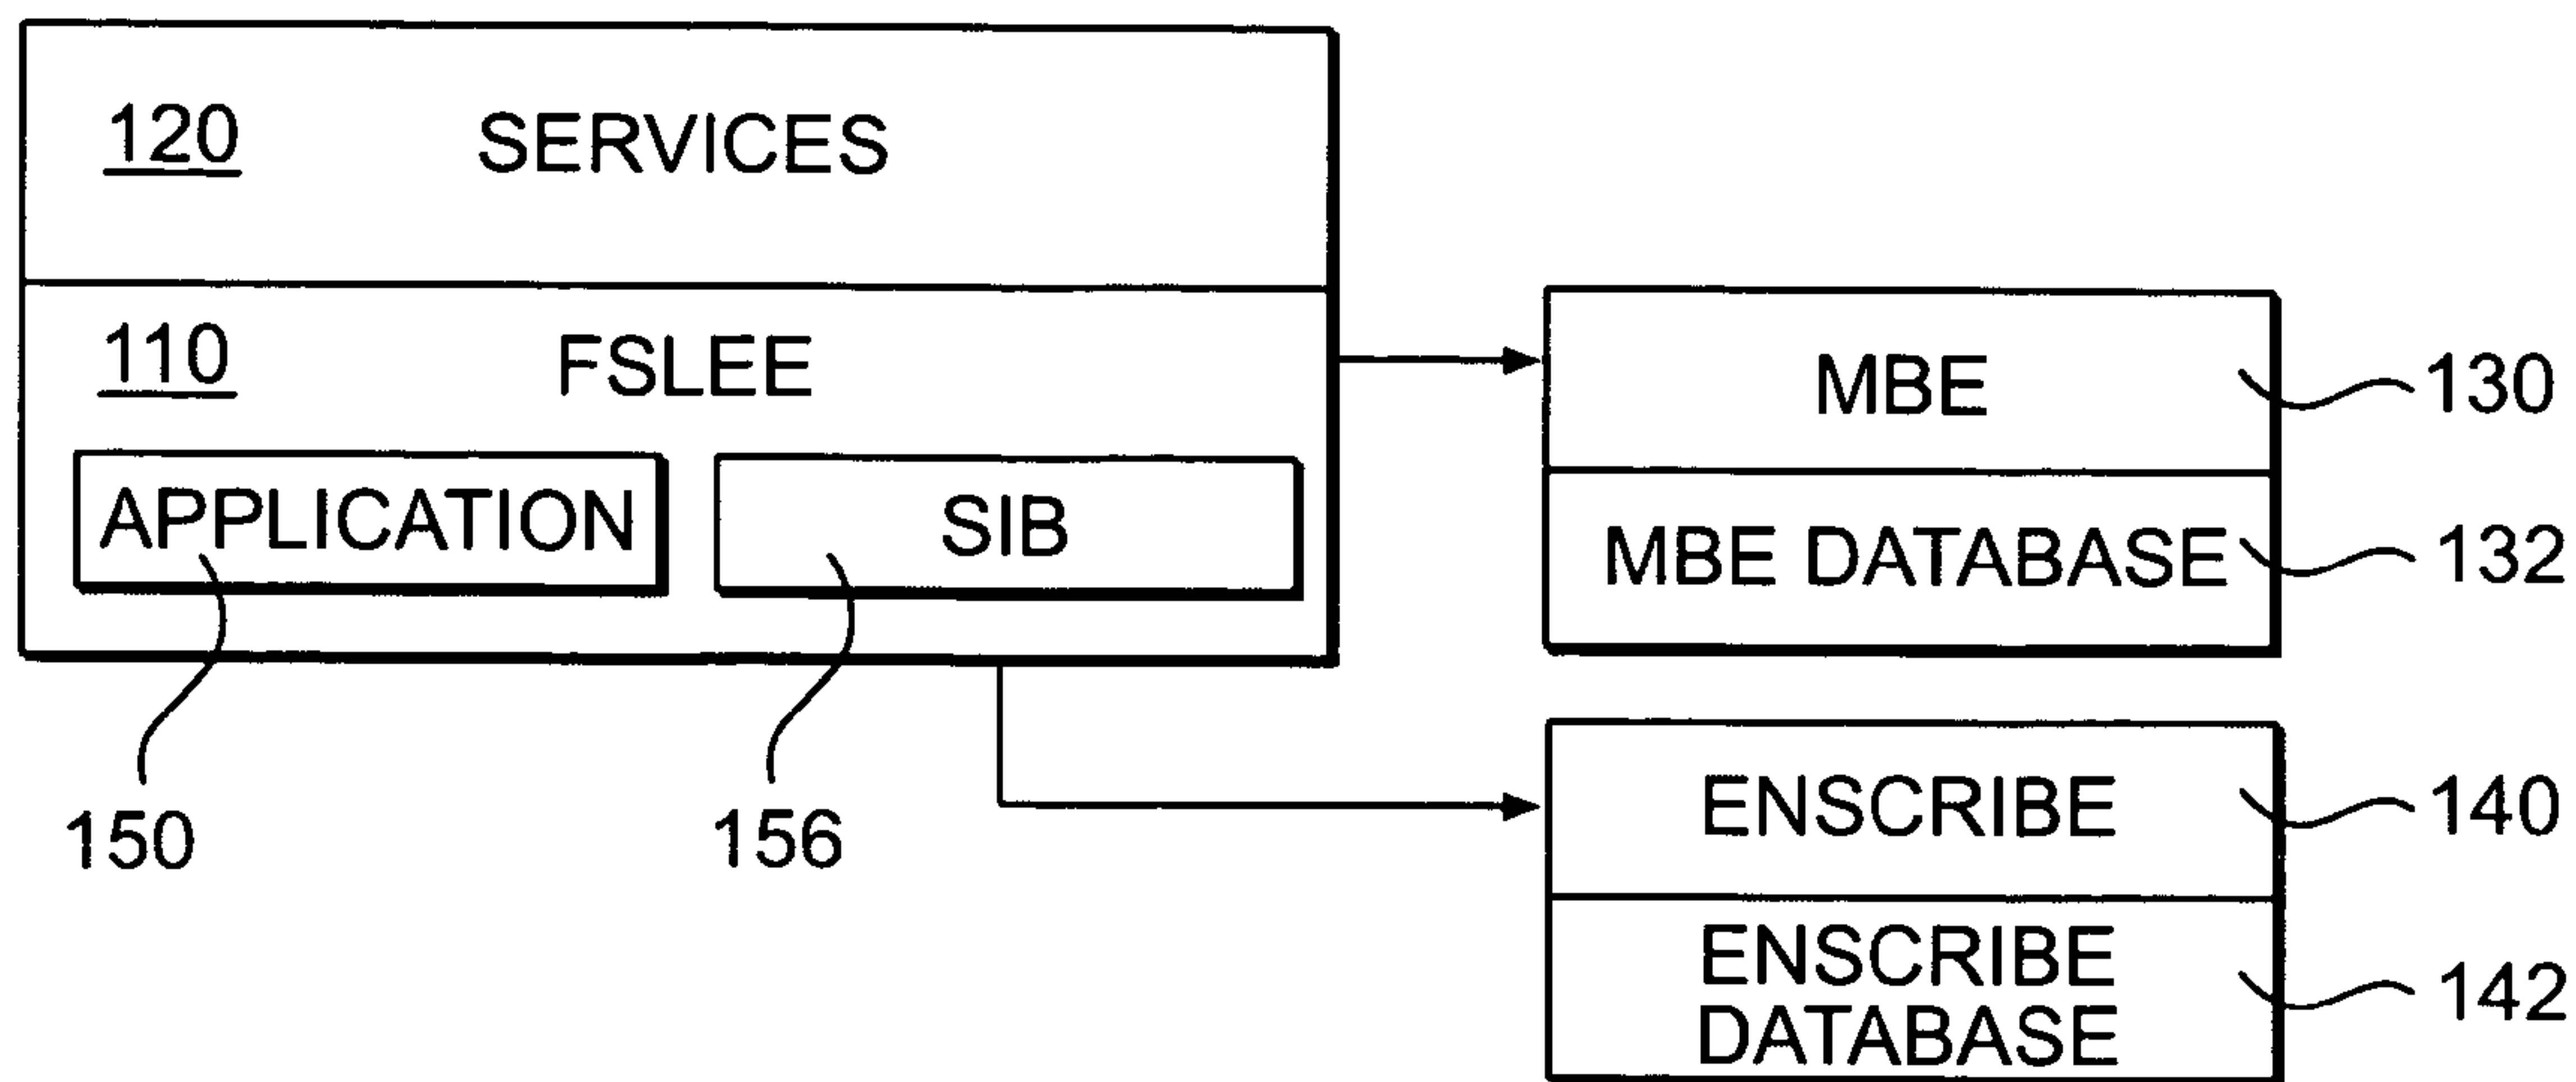 120 SERVICES
110 FSLEE
APPLICATION SIB
150 156
MBE 130
MBE DATABASE 132
ENSCRIBE 140
ENSCRIBE
DATABASE 142